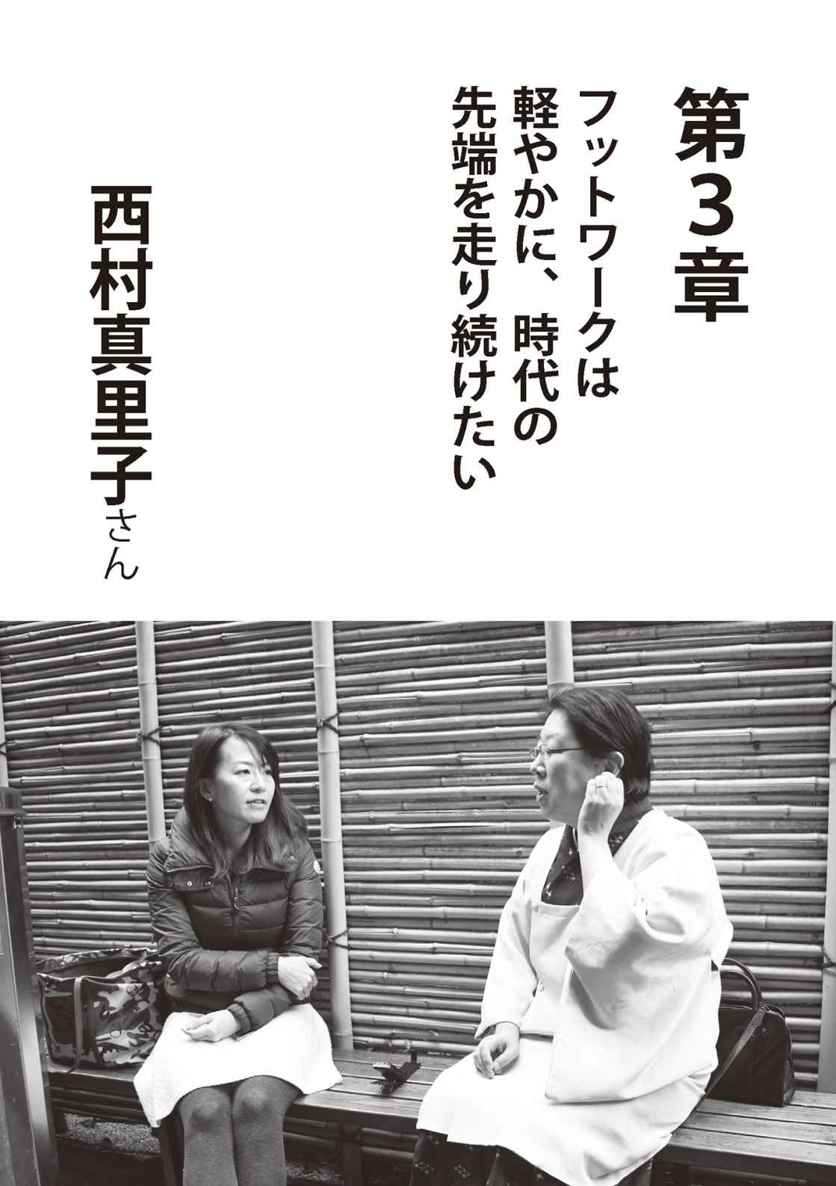 第3章
フットワークは
軽やかに、時代の
先端を走り続けたい
西村真里子さん